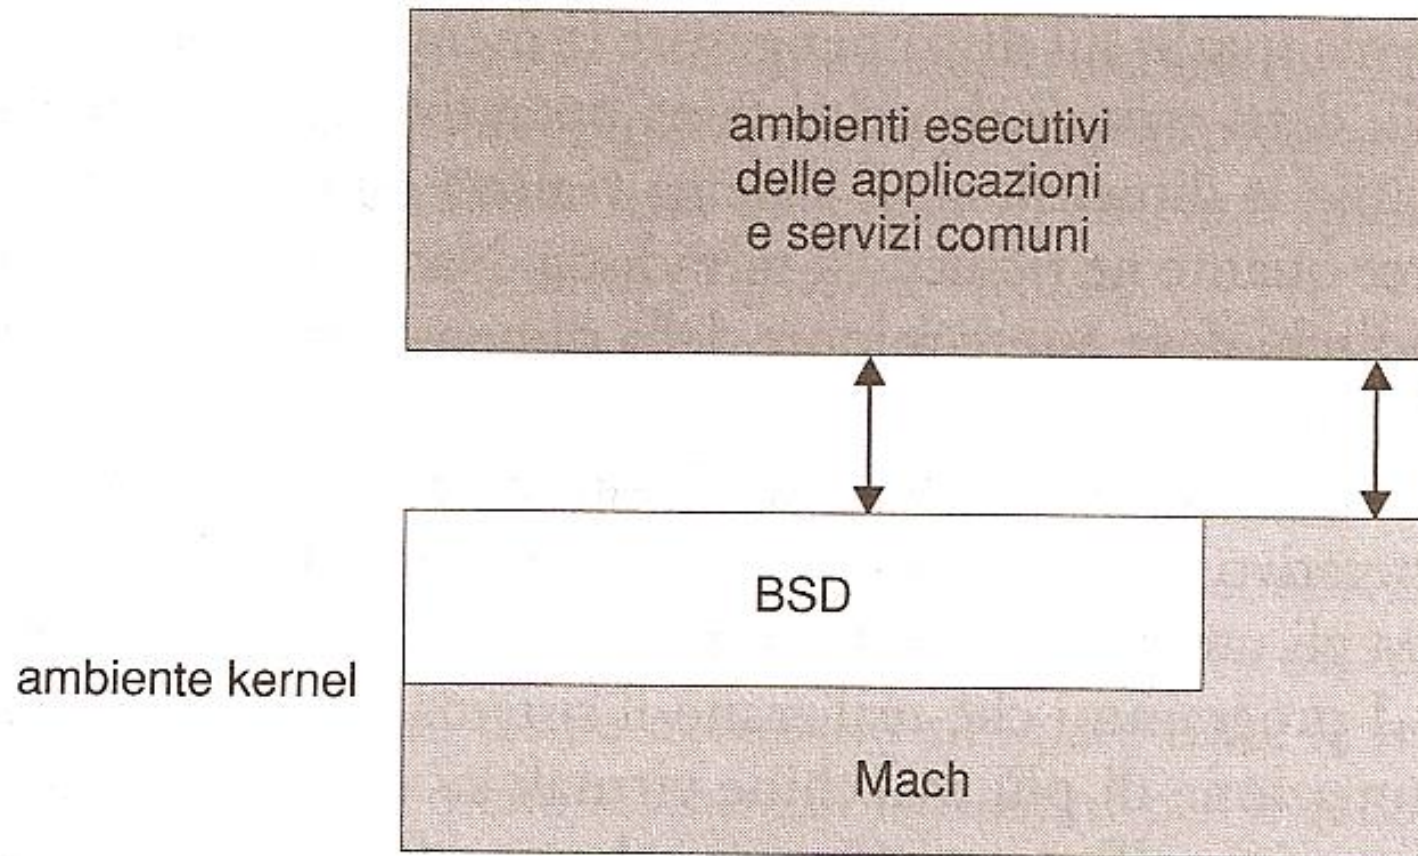 ambienti esecutivi
delle applicazioni
e servizi comuni
BSD
ambiente kernel
Mach